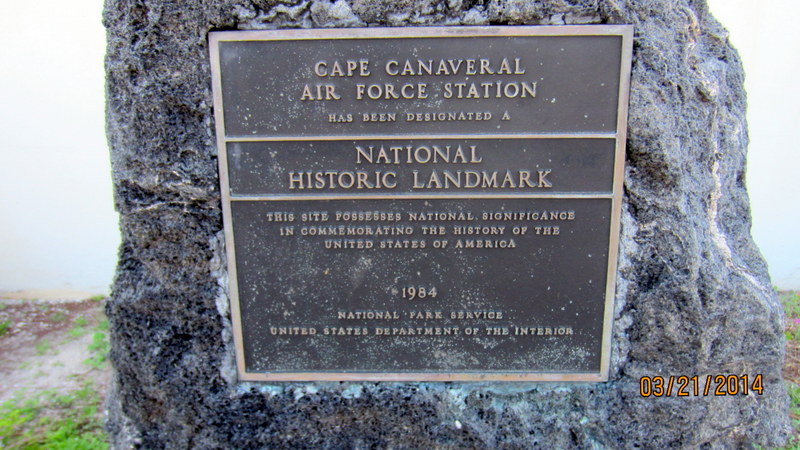 CAPE CANAVERAL
AIR FORCE STATION
HAS BEEN DESIGNATED A
NATIONAL
HISTORIC LANDMARK
THIS SITE POSSESSES NATIONAL SIGNIFICANCE
IN COMMEMORATING THE HISTORY OF THE
UNITED STATES OF AMERICA
1984
NATIONAL PARK SERVICE
UNITED STATES DEPARTMENT OF THE INTERIOR
03/21/2014